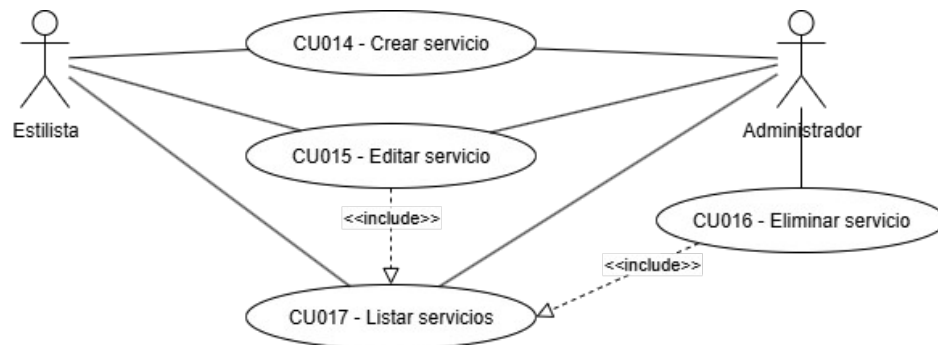 CU014 - Crear servicio
Estilista
Administrador
CU015 - Editar servicio
<<include>>
CU016 - Eliminar servicio
<<include>>
CU017 - Listar servicios